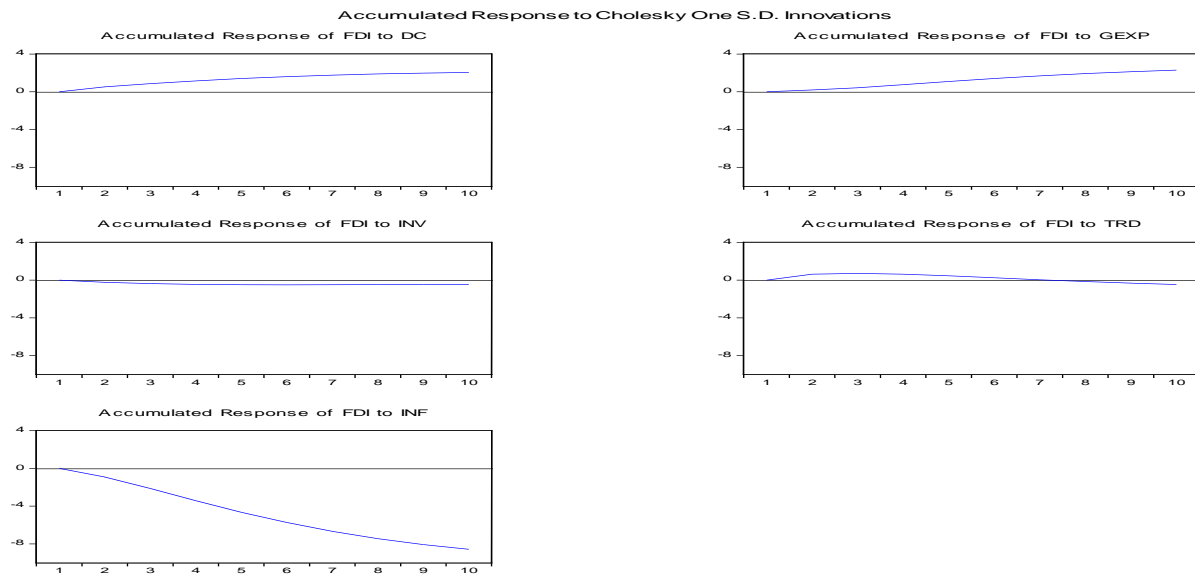 Accumulated Response to Cholesky One S.D. Innovations
Accumulated Response of FDI to DC
4
0
-4
-8
1 2 3 4 5 6 7 8 9 10
Accumulated Response of FDI to GEXP
4
0
-4
-8
1 2 3 4 5 6 7 8 9 10
Accumulated Response of FDI to INV
4
0
-4
-8
1 2 3 4 5 6 7 8 9 10
Accumulated Response of FDI to TRD
4
0
-4
-8
1 2 3 4 5 6 7 8 9 10
Accumulated Response of FDI to INF
4
0
-4
-8
1 2 3 4 5 6 7 8 9 10